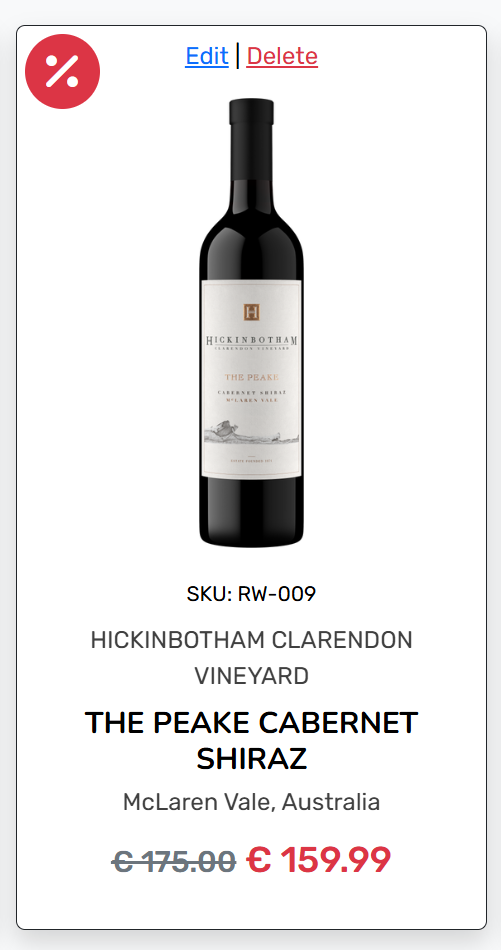 %
Edit | Delete
H
HICKINBOTHAM
CLARENDON VINEYARD
THE PEAKE
CABERNET SHIRAZ
McLAREN VALE
SKU: RW-009
HICKINBOTHAM CLARENDON
VINEYARD
THE PEAKE CABERNET
SHIRAZ
McLaren Vale, Australia
€ 175.00 € 159.99